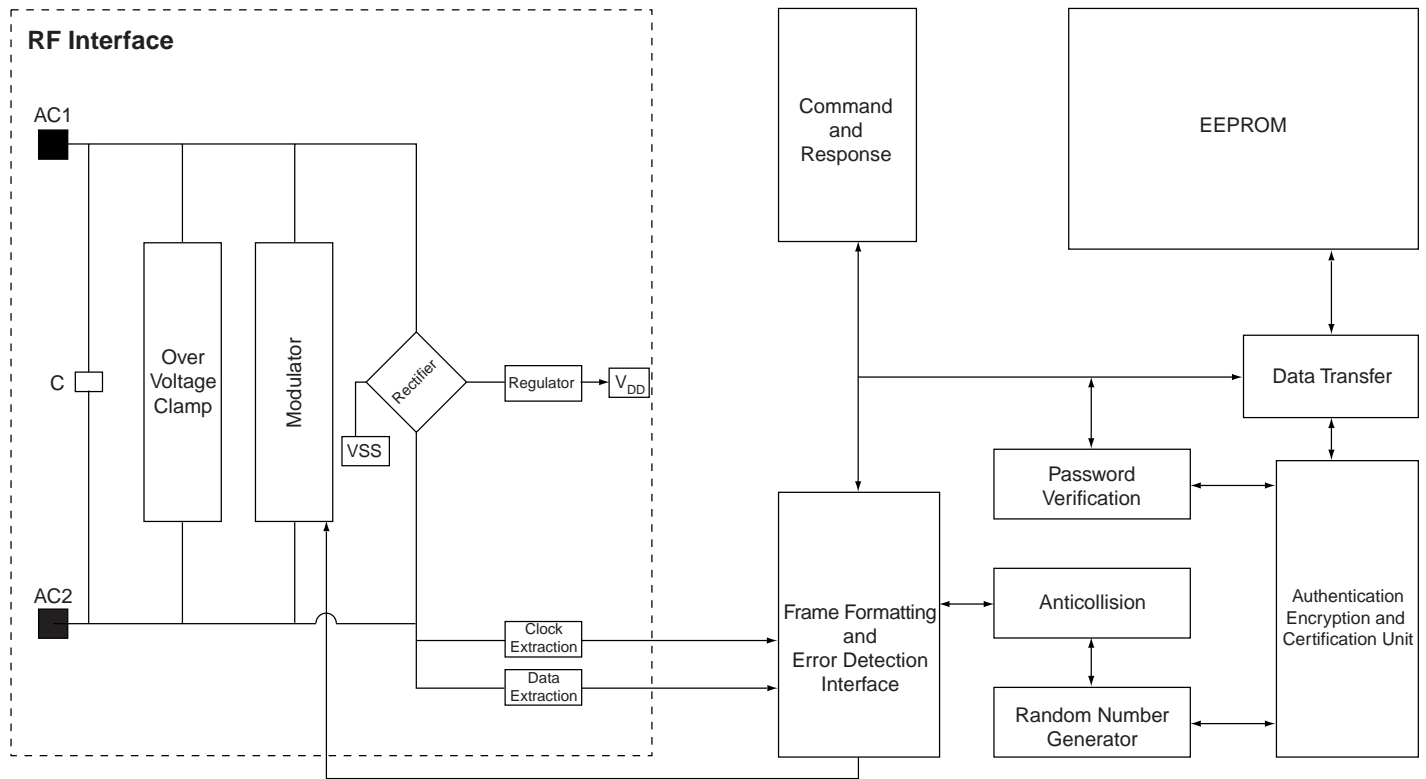 RF Interface
AC1
C
AC2
Over
Voltage
Clamp
Modulator
Rectifier
VSS
Regulator
VDD
Clock
Extraction
Data
Extraction
Command
and
Response
EEPROM
Data Transfer
Password
Verification
Frame Formatting
and
Error Detection
Interface
Anticollision
Random Number
Generator
Authentication
Encryption and
Certification Unit